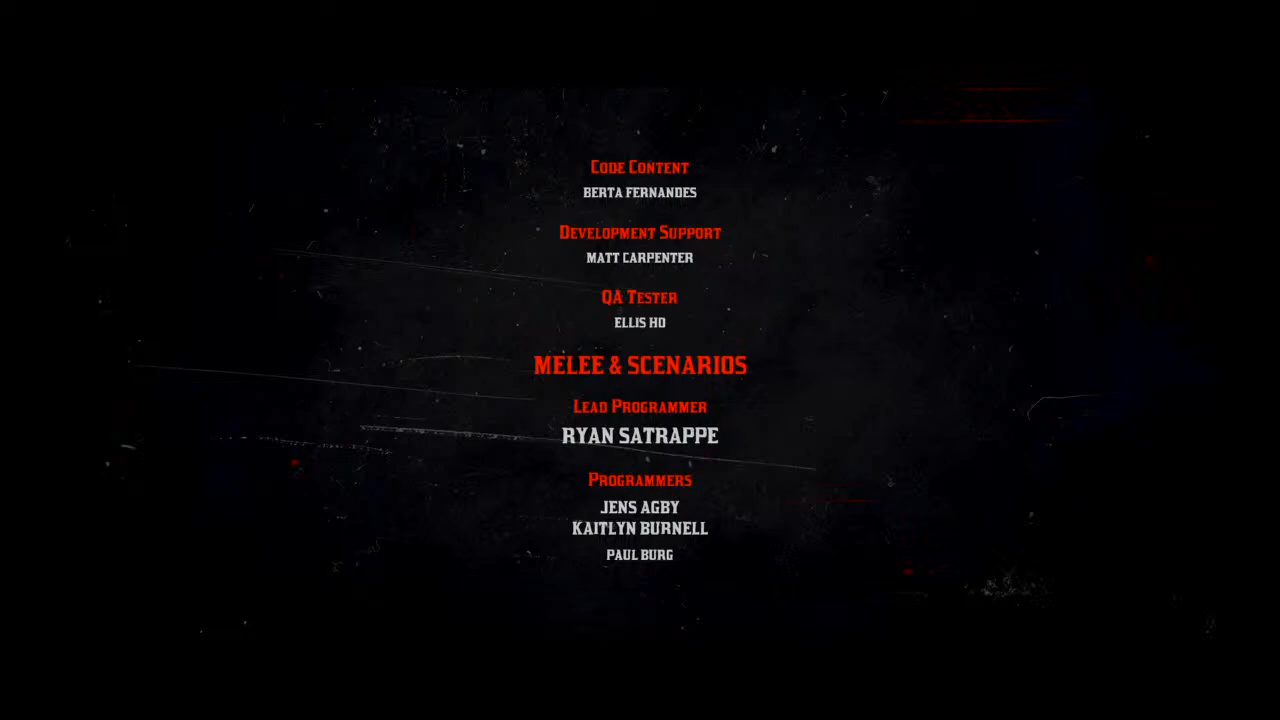 Code Content
BERTA FERNANDES
Development Support
MATT CARPENTER
QA Tester
ELLIS HO
MELEE & SCENARIOS
Lead Programmer
RYAN SATRAPPE
Programmers
JENS AGBY
KAITLYN BURNELL
PAUL BURG